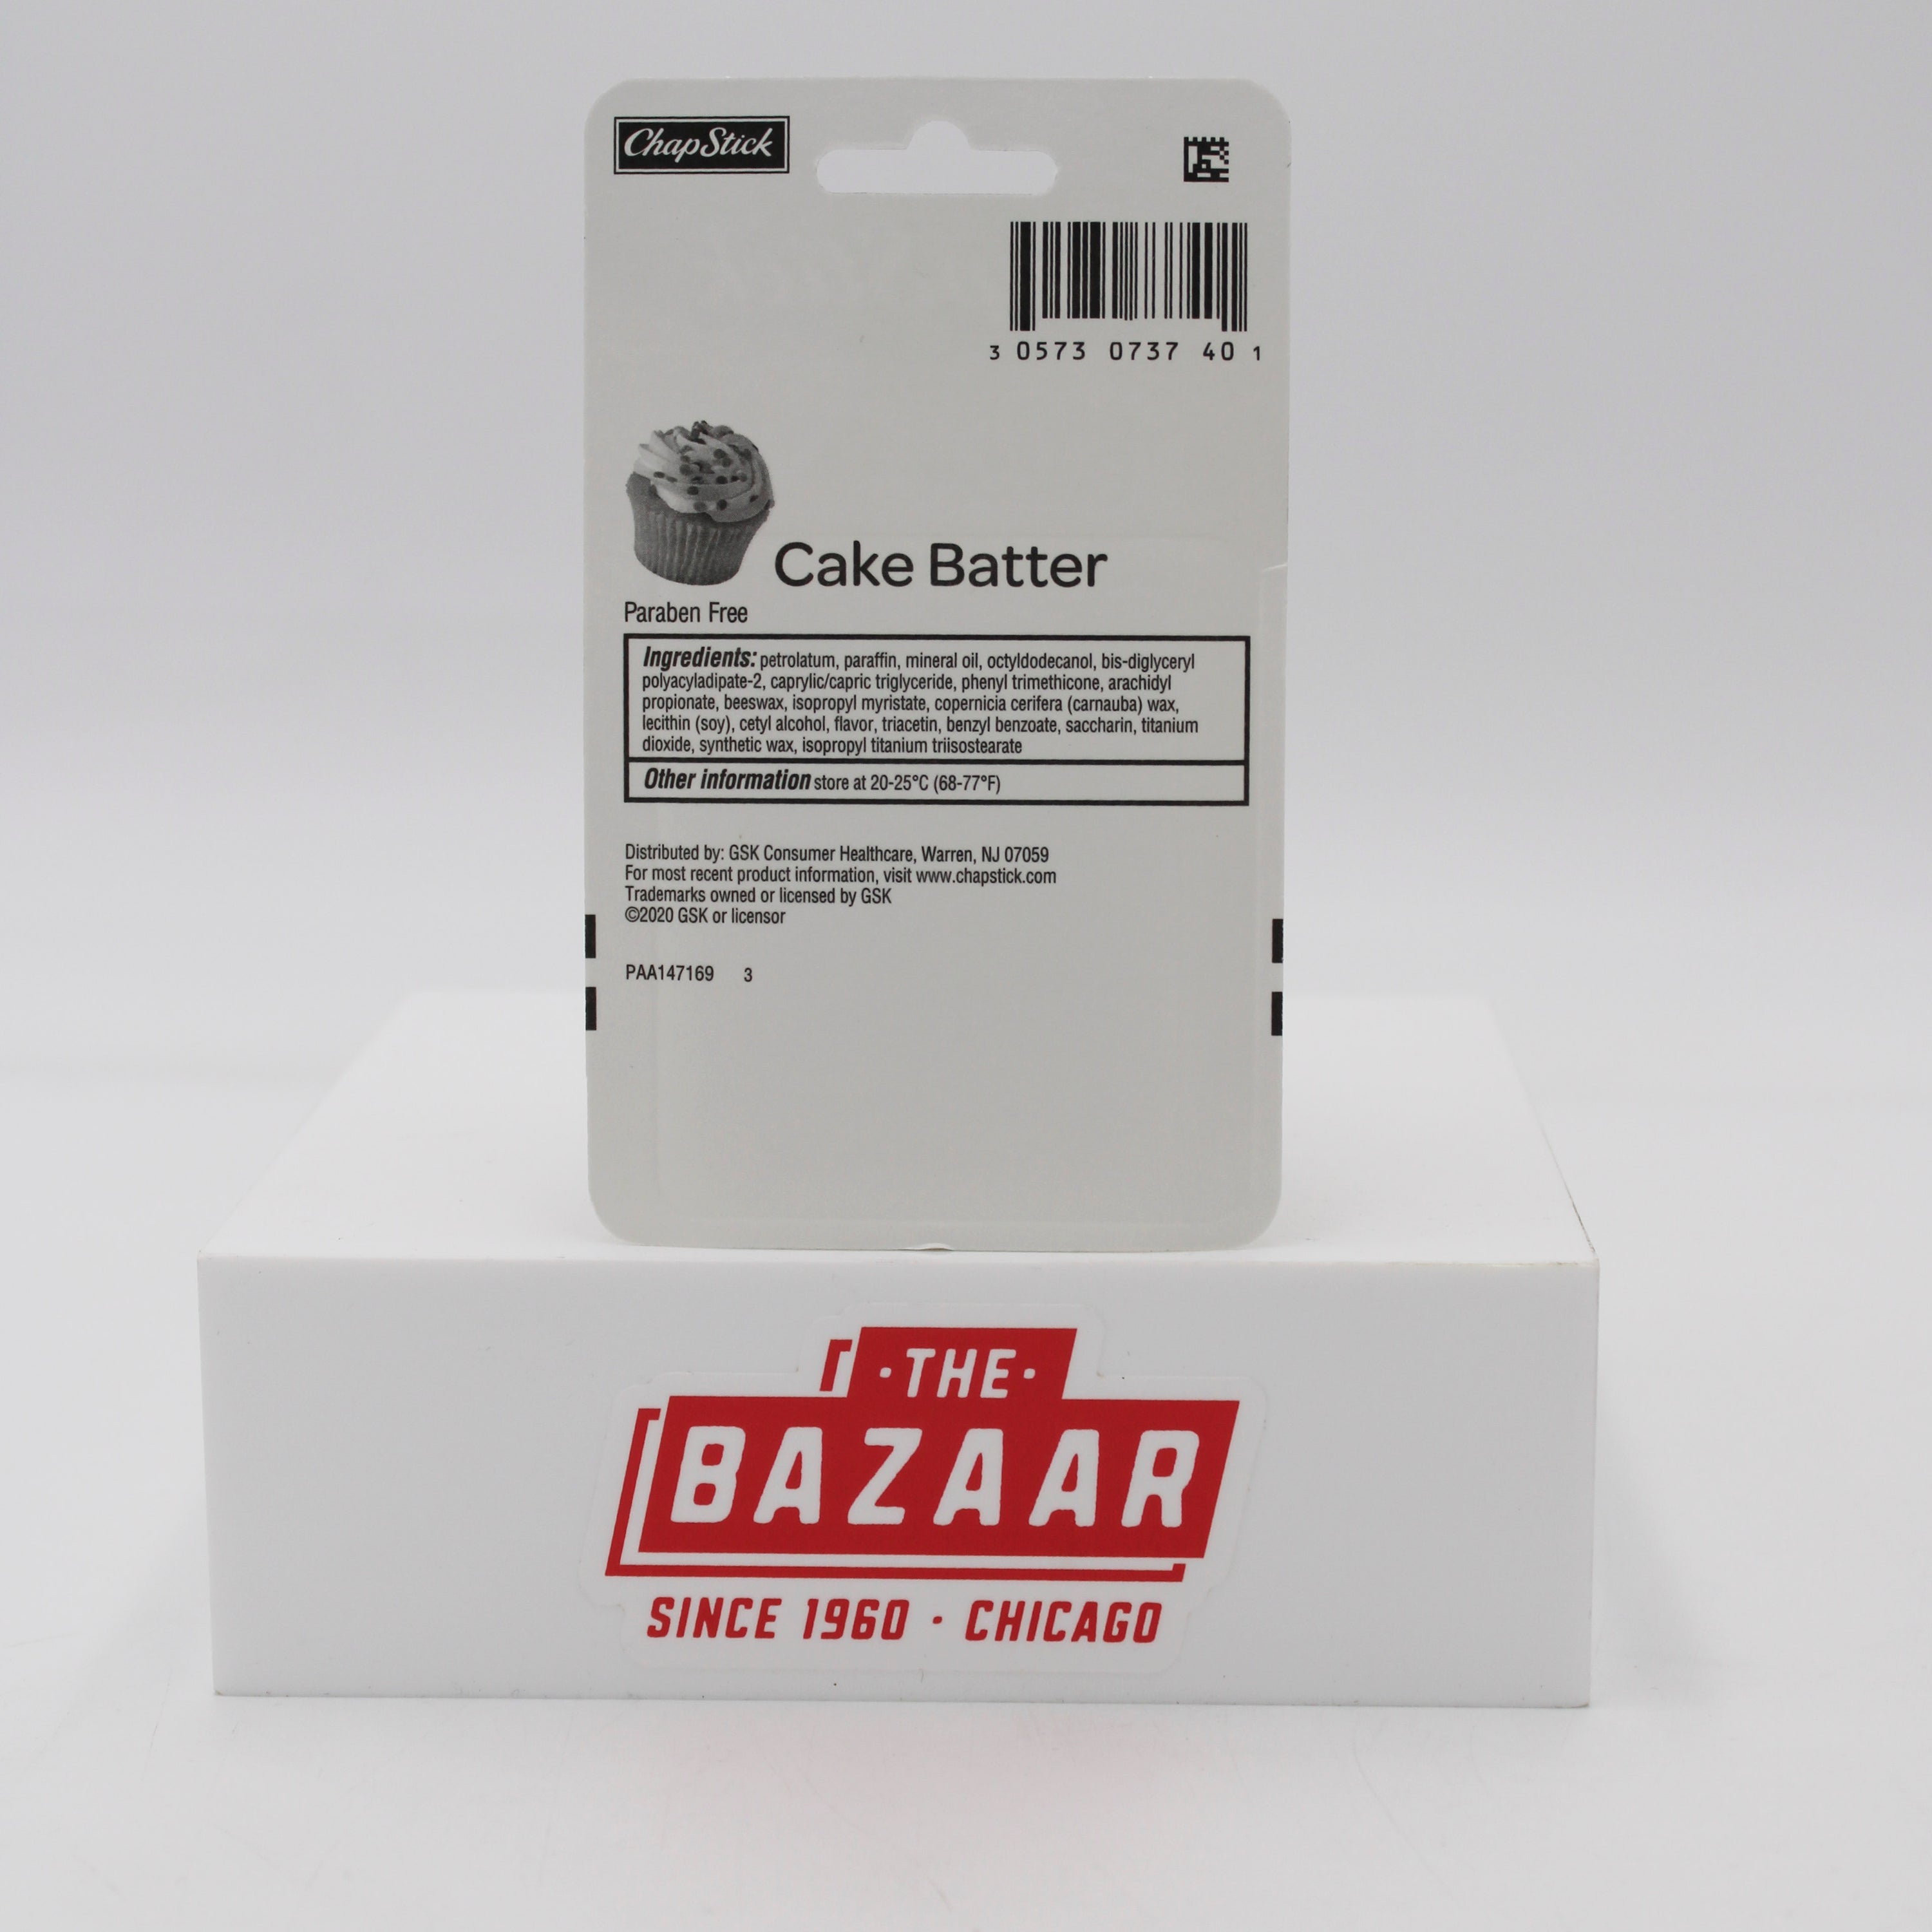 ChapStick
3 0573 0737 40 1
Cake Batter
Paraben Free
Ingredients: petrolatum, paraffin, mineral oil, octyldodecanol, bis-diglyceryl
polyacyladipate-2, caprylic/capric triglyceride, phenyl trimethicone, arachidyl
propionate, beeswax, isopropyl myristate, copernicia cerifera (carnauba) wax,
lecithin (soy), cetyl alcohol, flavor, triacetin, benzyl benzoate, saccharin, titanium
dioxide, synthetic wax, isopropyl titanium triisostearate
Other information store at 20-25°C (68-77°F)
Distributed by: GSK Consumer Healthcare, Warren, NJ 07059
For most recent product information, visit www.chapstick.com
Trademarks owned or licensed by GSK
©2020 GSK or licensor
PAA147169 3
·THE·
BAZAAR
SINCE 1960 · CHICAGO